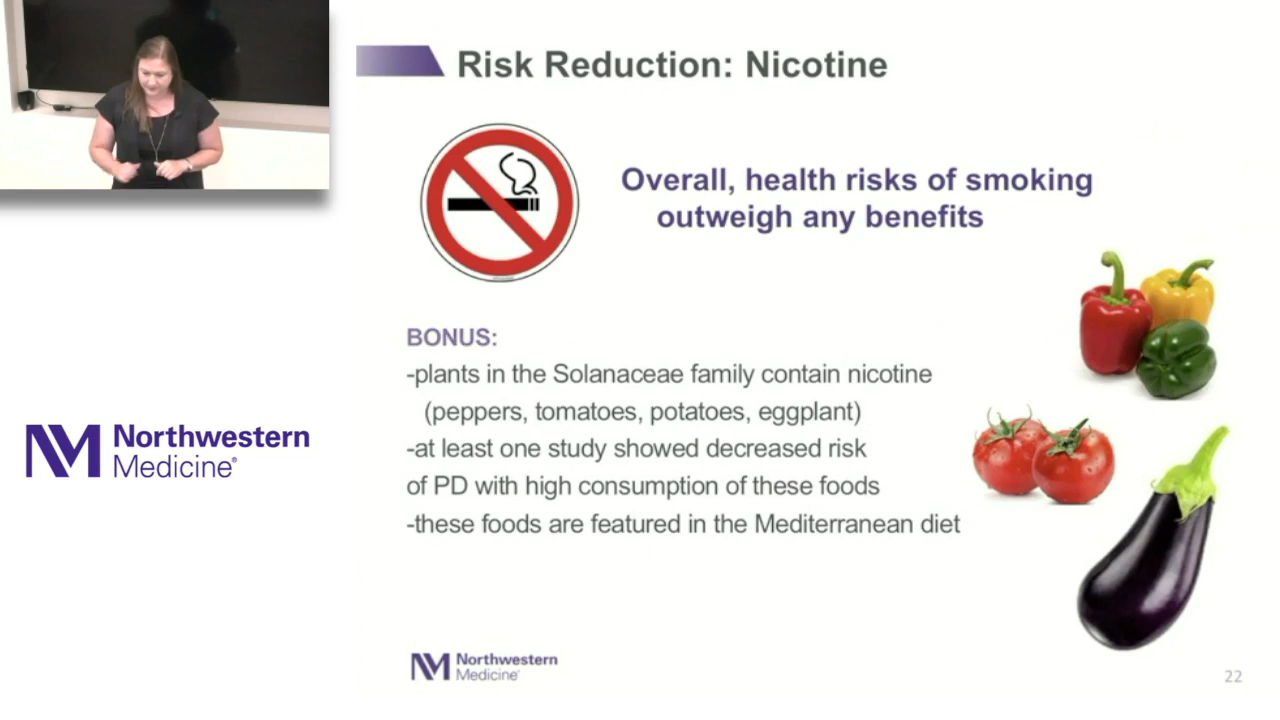 Risk Reduction: Nicotine
Overall, health risks of smoking
outweigh any benefits
BONUS:
-plants in the Solanaceae family contain nicotine
(peppers, tomatoes, potatoes, eggplant)
-at least one study showed decreased risk
of PD with high consumption of these foods
-these foods are featured in the Mediterranean diet
NM Northwestern
Medicine®
NM Northwestern
Medicine®
22